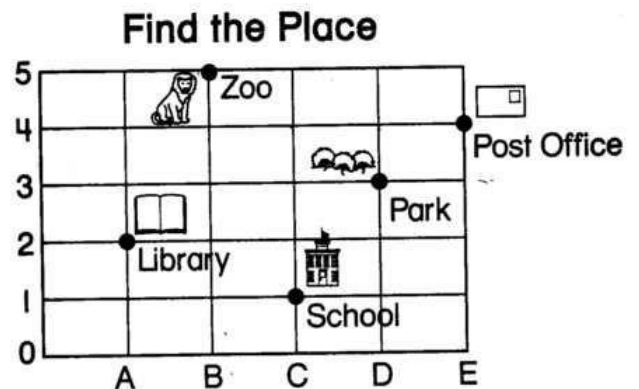 Find the Place
5
Zoo
4
Post Office
3
Park
2
Library
1
School
0
A B C D E